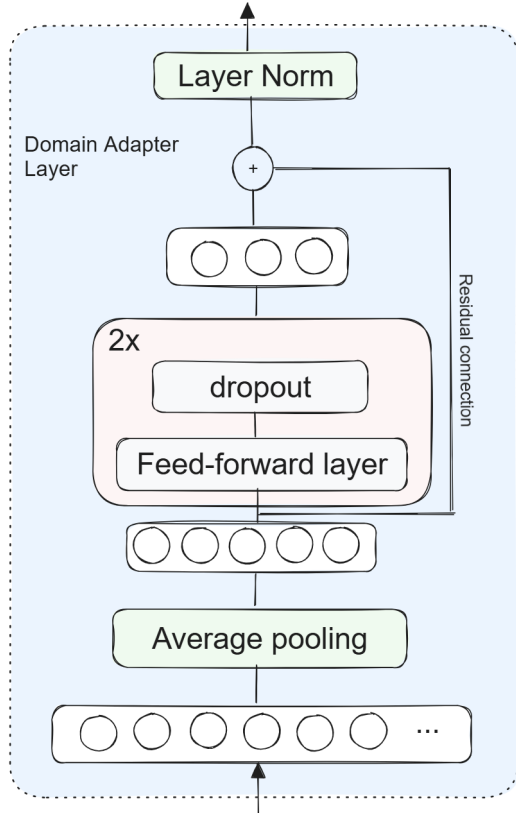 Layer Norm
Domain Adapter
Layer
+
Residual connection
2x
dropout
Feed-forward layer
Average pooling
...